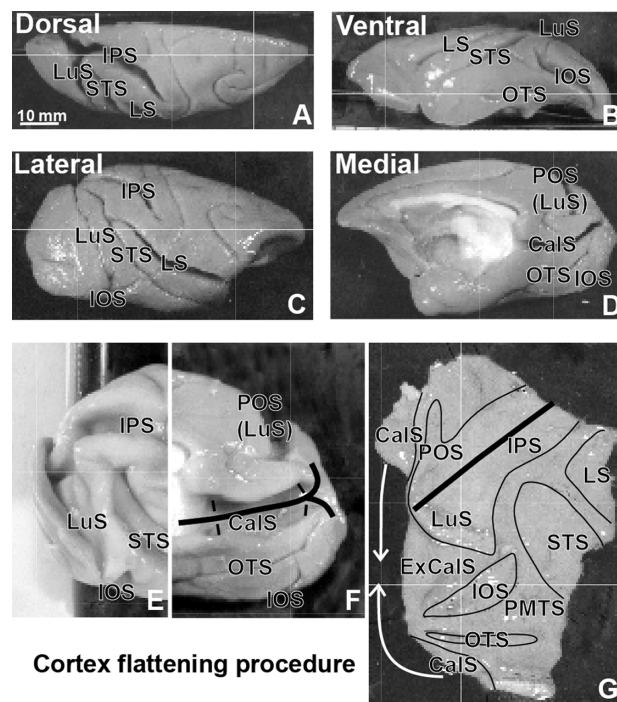 Dorsal
IPS
LuS
STS
LS
10 mm
A
Ventral
LuS
LS
STS
IOS
OTS
B
Lateral
IPS
LuS
STS
LS
IOS
C
Medial
POS
(LuS)
CalS
OTS
IOS
D
IPS
LuS
STS
IOS
E
POS
(LuS)
CalS
OTS
IOS
F
CalS
POS
IPS
LS
LuS
STS
ExCalS
IOS
PMTS
OTS
CalS
G
Cortex flattening procedure